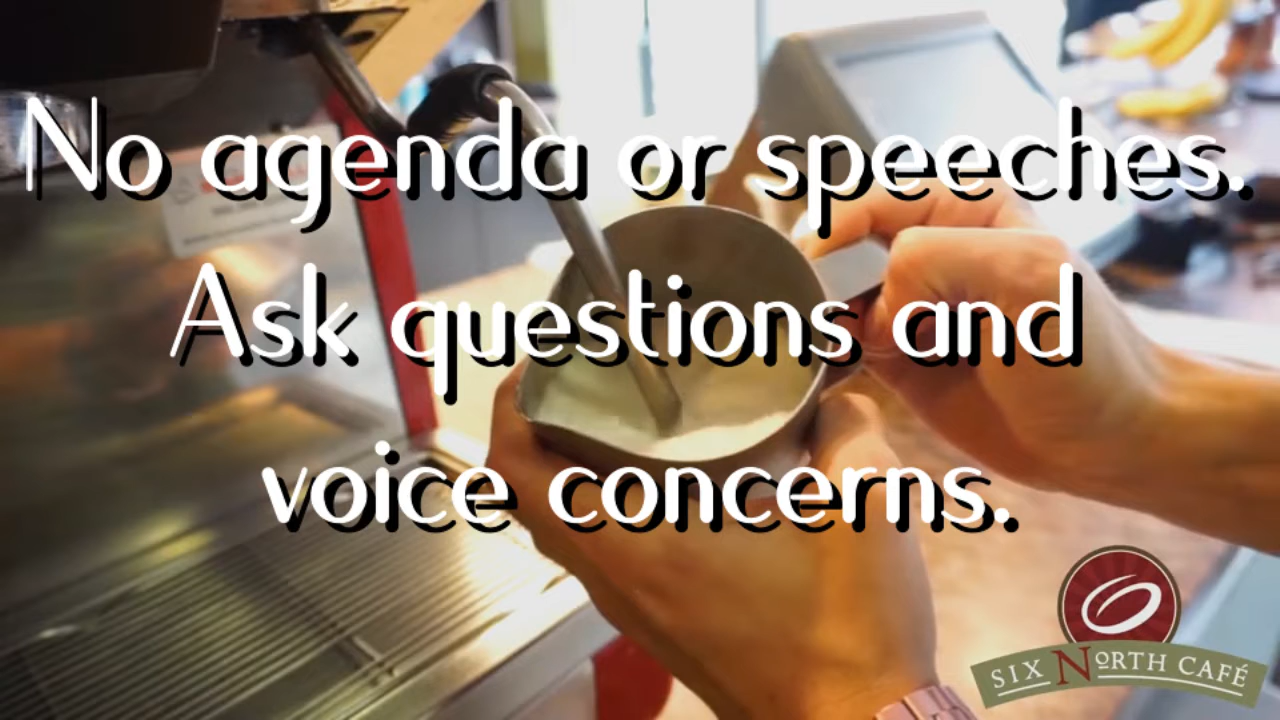 No agenda or speeches.
Ask questions and
voice concerns.
SIX NORTH CAFÉ